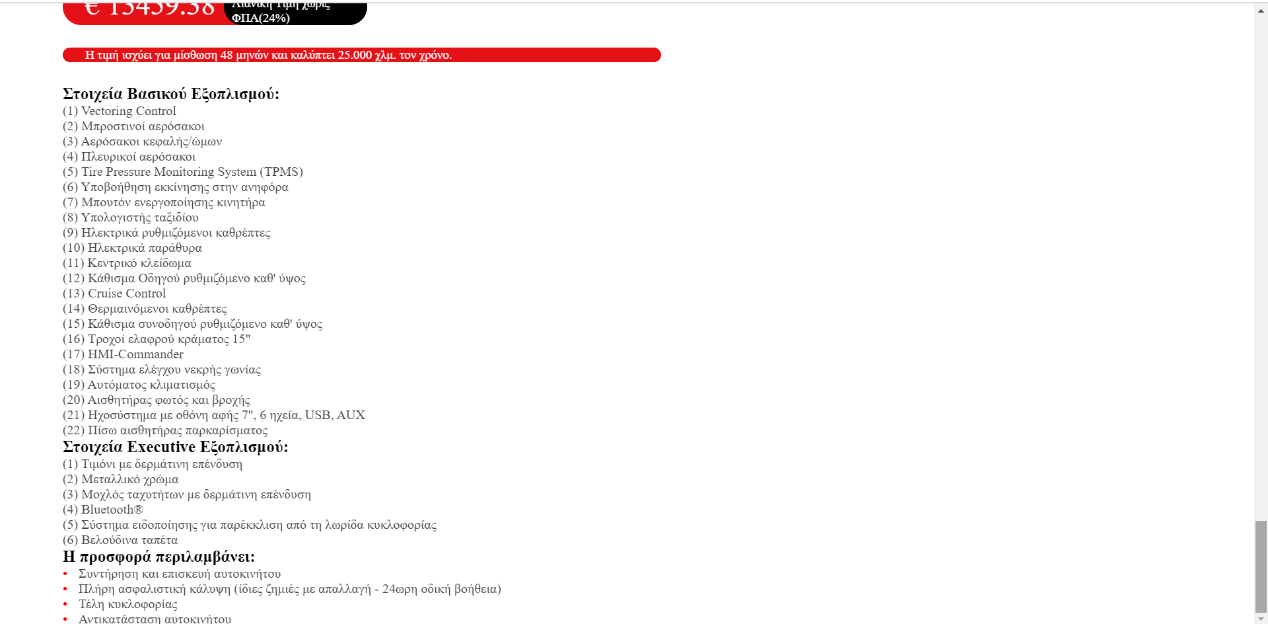 € 13459.38
Λιανική Τιμή χωρίς
ΦΠΑ(24%)
Η τιμή ισχύει για μίσθωση 48 μηνών και καλύπτει 25.000 χλμ. τον χρόνο.
Στοιχεία Βασικού Εξοπλισμού:
(1) Vectoring Control
(2) Μπροστινοί αερόσακοι
(3) Αερόσακοι κεφαλής/ώμων
(4) Πλευρικοί αερόσακοι
(5) Tire Pressure Monitoring System (TPMS)
(6) Υποβοήθηση εκκίνησης στην ανηφόρα
(7) Μπουτόν ενεργοποίησης κινητήρα
(8) Υπολογιστής ταξιδίου
(9) Ηλεκτρικά ρυθμιζόμενοι καθρέπτες
(10) Ηλεκτρικά παράθυρα
(11) Κεντρικό κλείδωμα
(12) Κάθισμα Οδηγού ρυθμιζόμενο καθ' ύψος
(13) Cruise Control
(14) Θερμαινόμενοι καθρέπτες
(15) Κάθισμα συνοδηγού ρυθμιζόμενο καθ' ύψος
(16) Τροχοί ελαφρού κράματος 15"
(17) HMI-Commander
(18) Σύστημα ελέγχου νεκρής γωνίας
(19) Αυτόματος κλιματισμός
(20) Αισθητήρας φωτός και βροχής
(21) Ηχοσύστημα με οθόνη αφής 7", 6 ηχεία, USB, AUX
(22) Πίσω αισθητήρας παρκαρίσματος
Στοιχεία Executive Εξοπλισμού:
(1) Τιμόνι με δερμάτινη επένδυση
(2) Μεταλλικό χρώμα
(3) Μοχλός ταχυτήτων με δερμάτινη επένδυση
(4) Bluetooth®
(5) Σύστημα ειδοποίησης για παρέκκλιση από τη λωρίδα κυκλοφορίας
(6) Βελούδινα ταπέτα
Η προσφορά περιλαμβάνει:
• Συντήρηση και επισκευή αυτοκινήτου
• Πλήρη ασφαλιστική κάλυψη (ίδιες ζημιές με απαλλαγή - 24ωρη οδική βοήθεια)
• Τέλη κυκλοφορίας
• Αντικατάσταση αυτοκινήτου